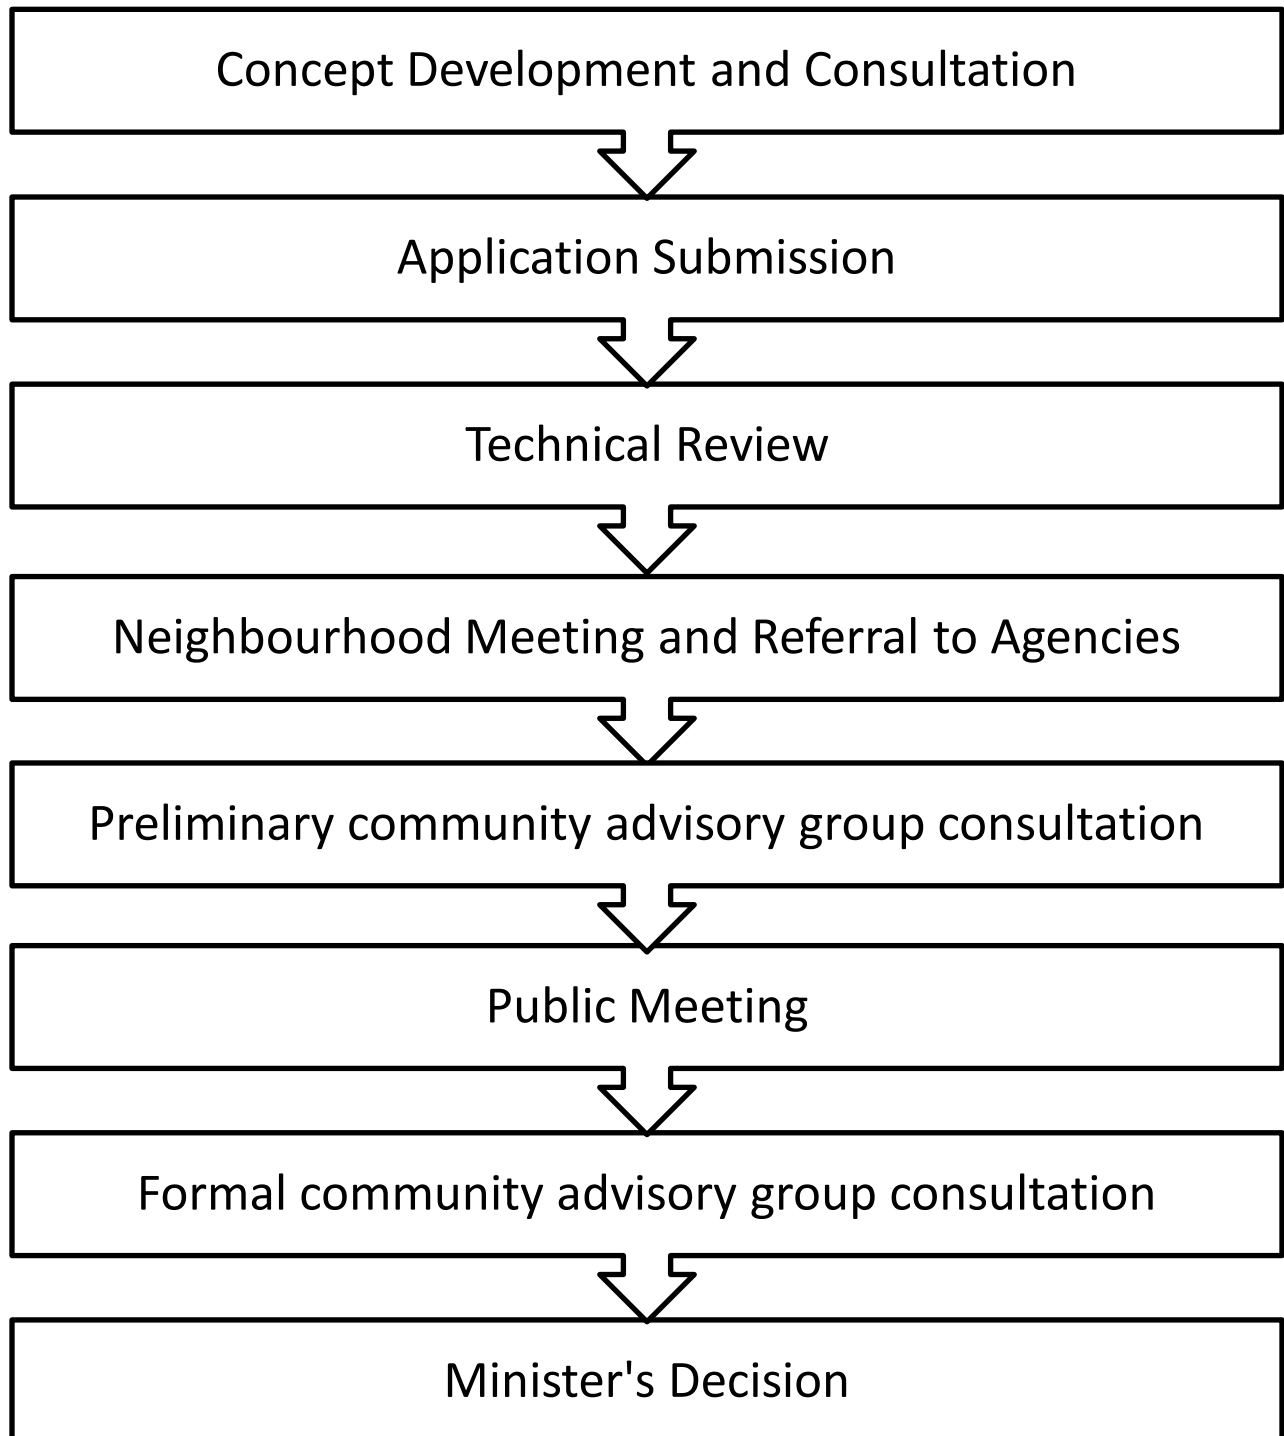 Concept Development and Consultation
Application Submission
Technical Review
Neighbourhood Meeting and Referral to Agencies
Preliminary community advisory group consultation
Public Meeting
Formal community advisory group consultation
Minister's Decision